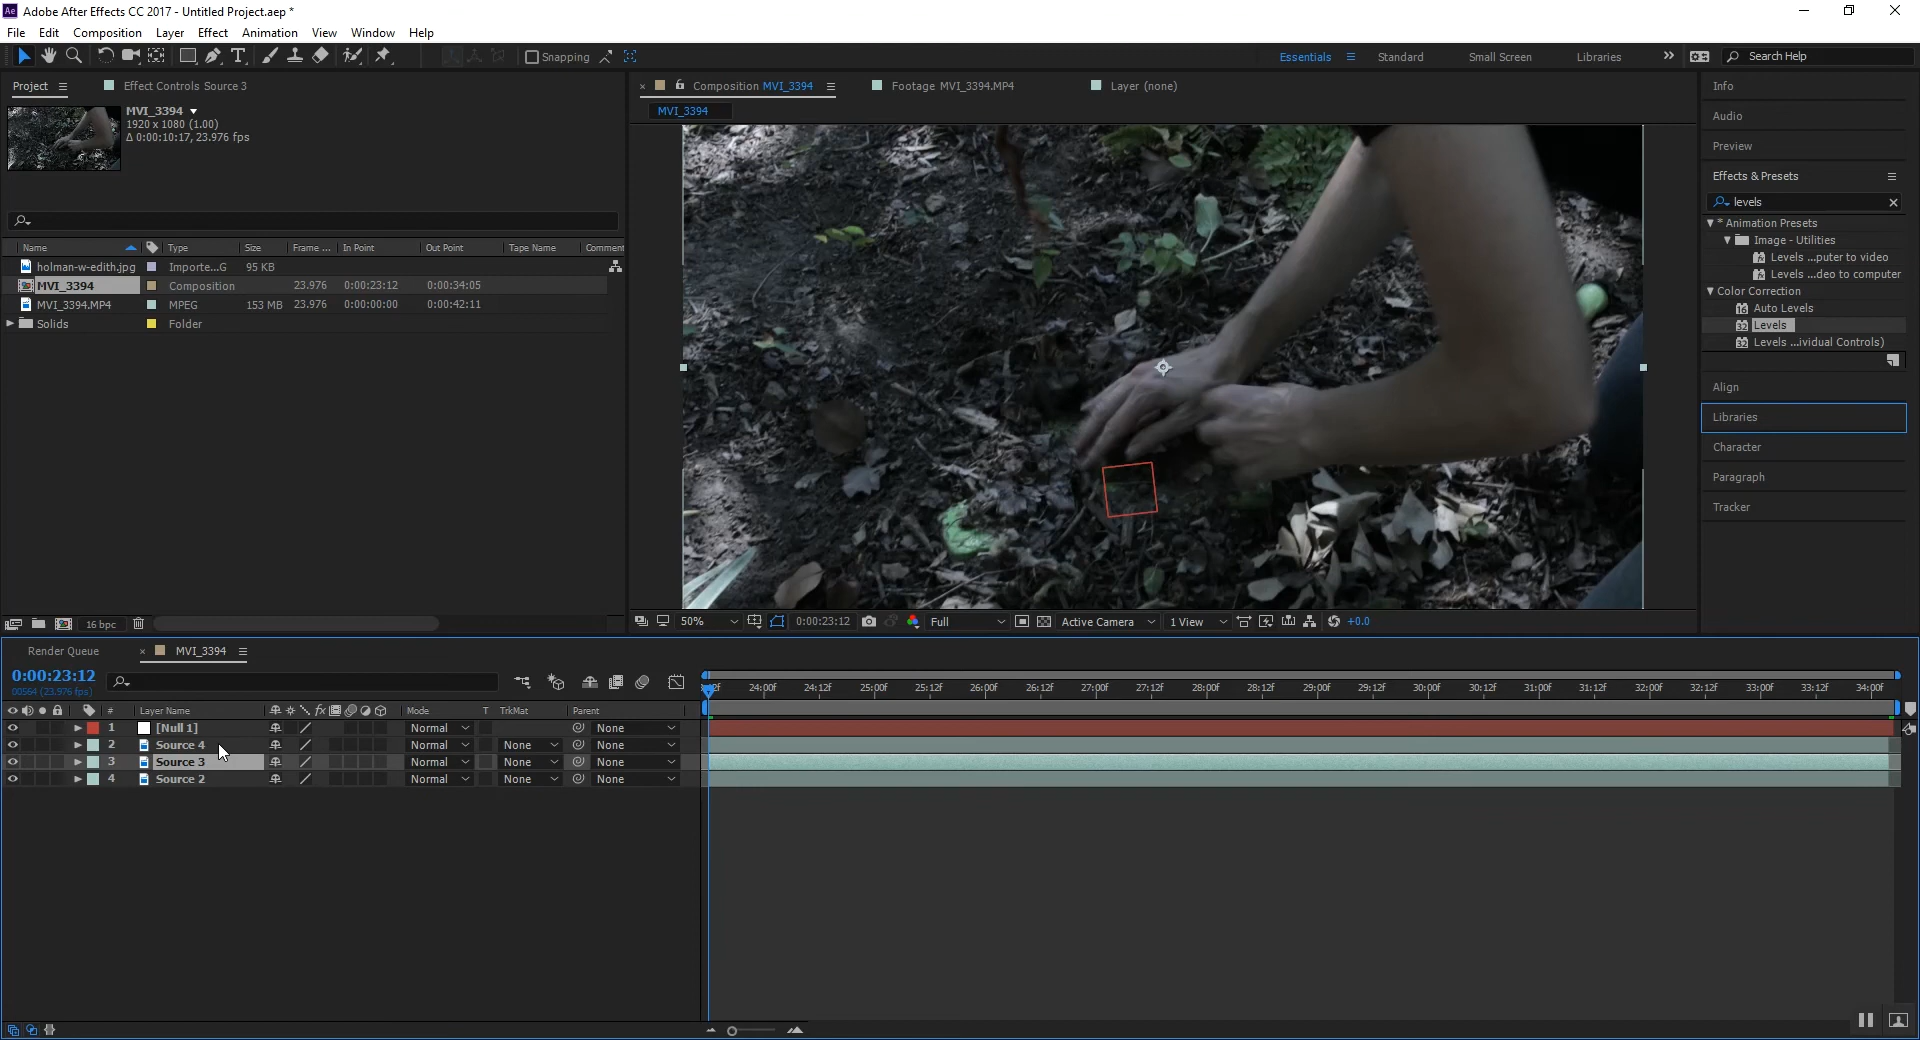 Adobe After Effects CC 2017 - Untitled Project.aep *
File Edit Composition Layer Effect Animation View Window Help
Snapping
Essentials Standard Small Screen Libraries Search Help
Project Effect Controls Source 3
Composition MVI_3394 Footage MVI_3394.MP4 Layer (none)
MVI_3394
MVI_3394
1920 x 1080 (1.00)
Δ 0:00:10:17, 23.976 fps
Name Type Size Frame ... In Point Out Point Tape Name Comment
holman-w-edith.jpg Importe...G 95 KB
MVI_3394 Composition 23.976 0:00:23:12 0:00:34:05
MVI_3394.MP4 MPEG 153 MB 23.976 0:00:00:00 0:00:42:11
Solids Folder
16 bpc
50% 0:00:23:12 Full Active Camera 1 View +0.0
Info
Audio
Preview
Effects & Presets
levels
* Animation Presets
Image - Utilities
Levels ...puter to video
Levels ...deo to computer
Color Correction
Auto Levels
Levels
Levels ...ividual Controls)
Align
Libraries
Character
Paragraph
Tracker
Render Queue MVI_3394
0:00:23:12
00564 (23.976 fps)
24:00f 24:12f 25:00f 25:12f 26:00f 26:12f 27:00f 27:12f 28:00f 28:12f 29:00f 29:12f 30:00f 30:12f 31:00f 31:12f 32:00f 32:12f 33:00f 33:12f 34:00f
# Layer Name fx Mode T TrkMat Parent
1 [Null 1] Normal None
2 Source 4 Normal None None
3 Source 3 Normal None None
4 Source 2 Normal None None